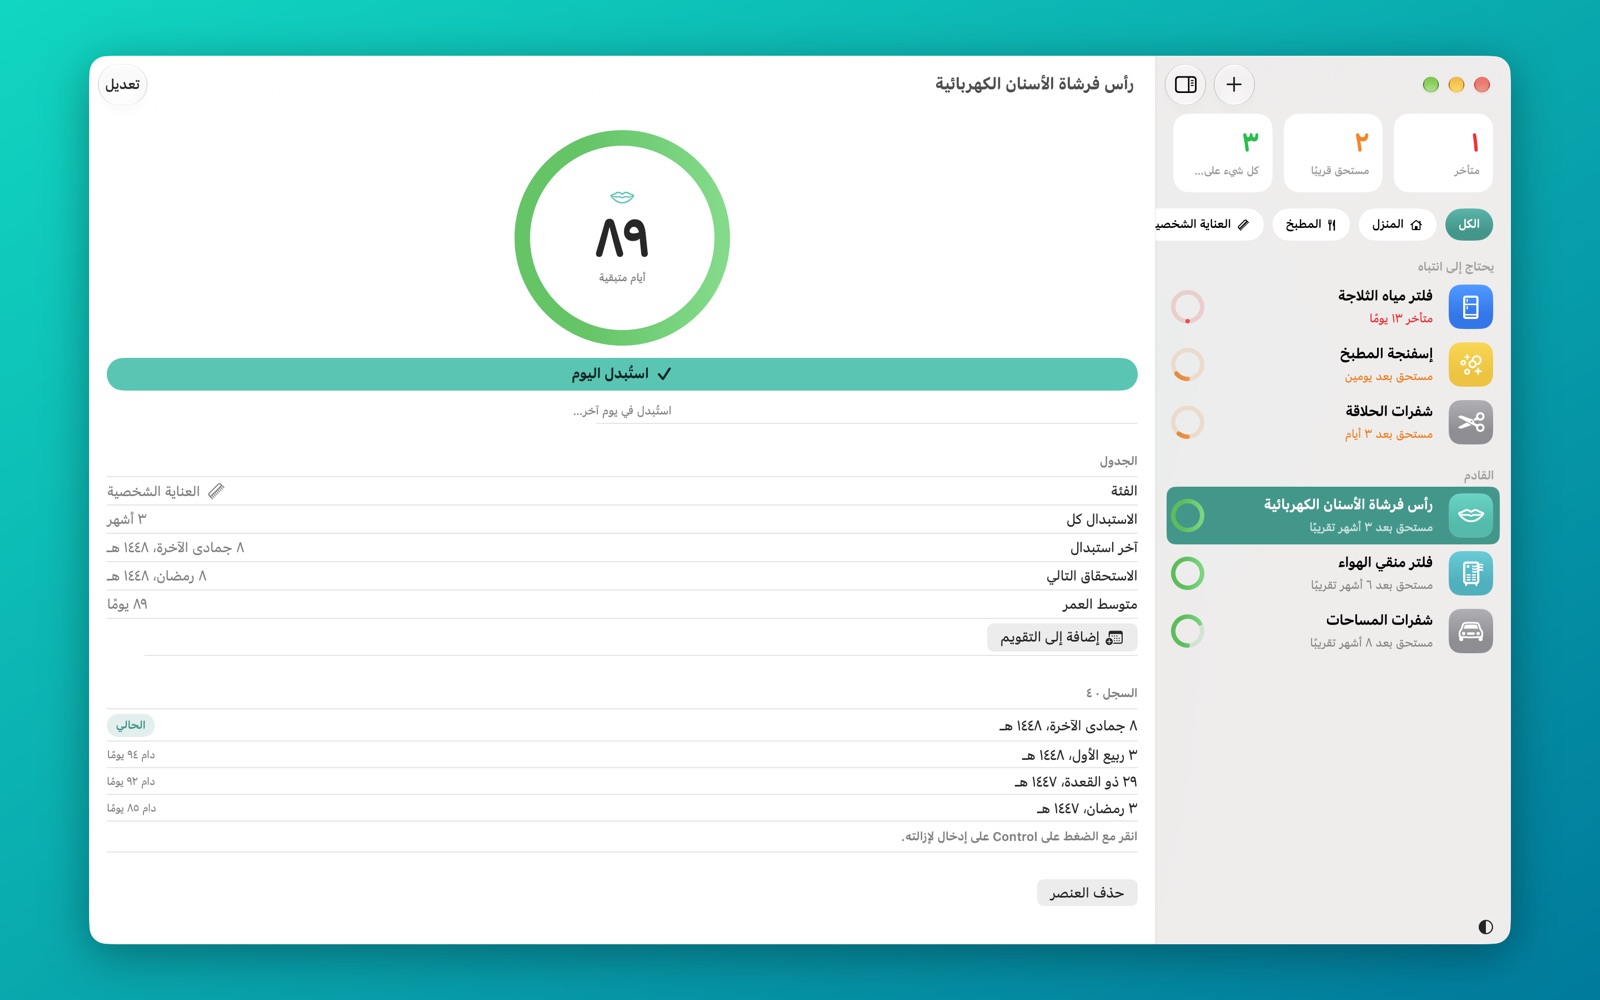 رأس فرشاة الأسنان الكهربائية
تعديل
١
متأخر
٢
مستحق قريبًا
٣
كل شيء على...
الكل
المنزل
المطبخ
العناية الشخصي
يحتاج إلى انتباه
فلتر مياه الثلاجة
متأخر ١٣ يومًا
إسفنجة المطبخ
مستحق بعد يومين
شفرات الحلاقة
مستحق بعد ٣ أيام
القادم
رأس فرشاة الأسنان الكهربائية
مستحق بعد ٣ أشهر تقريبًا
فلتر منقي الهواء
مستحق بعد ٦ أشهر تقريبًا
شفرات المساحات
مستحق بعد ٨ أشهر تقريبًا
٨٩
أيام متبقية
استُبدل اليوم
استُبدل في يوم آخر...
الجدول
الفئة العناية الشخصية
الاستبدال كل ٣ أشهر
آخر استبدال ٨ جمادى الآخرة، ١٤٤٨ هـ
الاستحقاق التالي ٨ رمضان، ١٤٤٨ هـ
متوسط العمر ٨٩ يومًا
إضافة إلى التقويم
السجل · ٤
٨ جمادى الآخرة، ١٤٤٨ هـ الحالي
٣ ربيع الأول، ١٤٤٨ هـ دام ٩٤ يومًا
٢٩ ذو القعدة، ١٤٤٧ هـ دام ٩٢ يومًا
٣ رمضان، ١٤٤٧ هـ دام ٨٥ يومًا
انقر مع الضغط على Control على إدخال لإزالته.
حذف العنصر